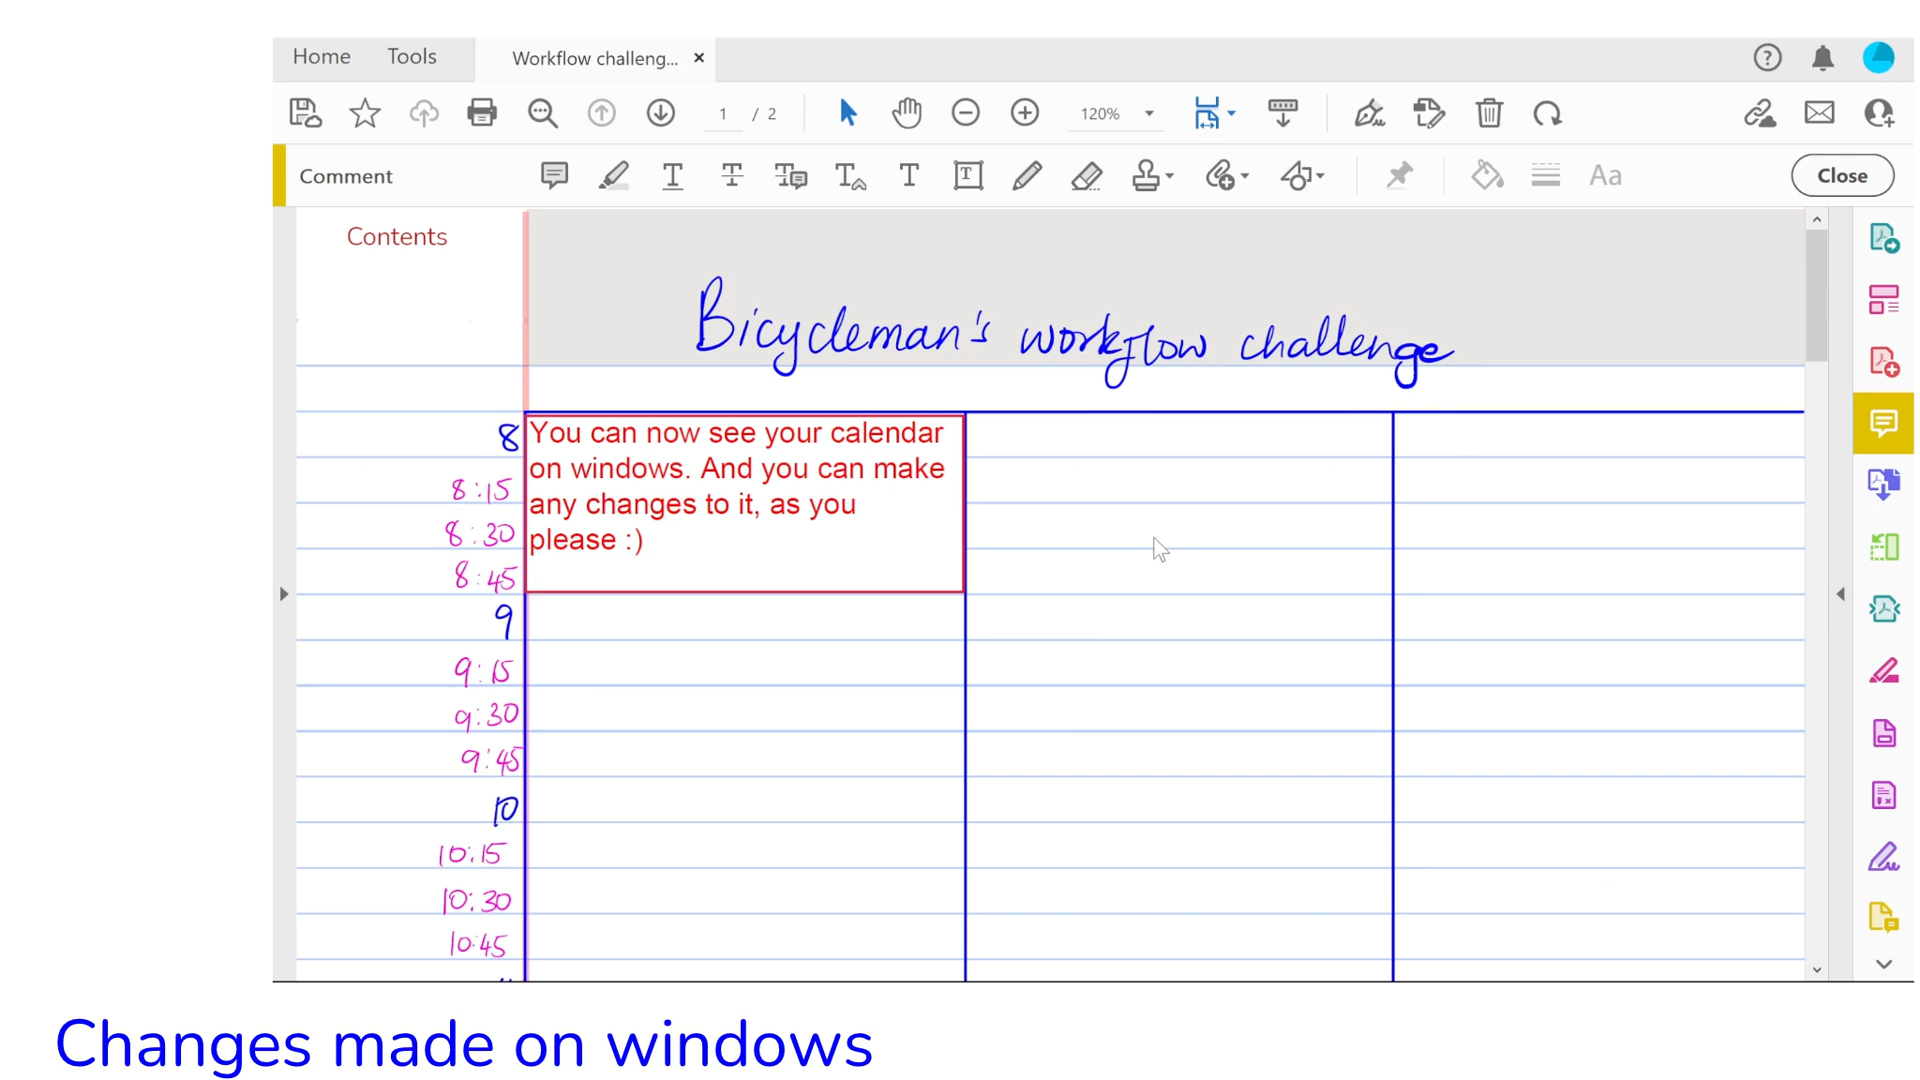 Home Tools Workflow challeng... ×
1 / 2 120%
Comment Aa Close
Contents
Bicycleman's workflow challenge
8
You can now see your calendar
on windows. And you can make
any changes to it, as you
please :)
8:15
8:30
8:45
9
9:15
9:30
9:45
10
10:15
10:30
10:45
Changes made on windows